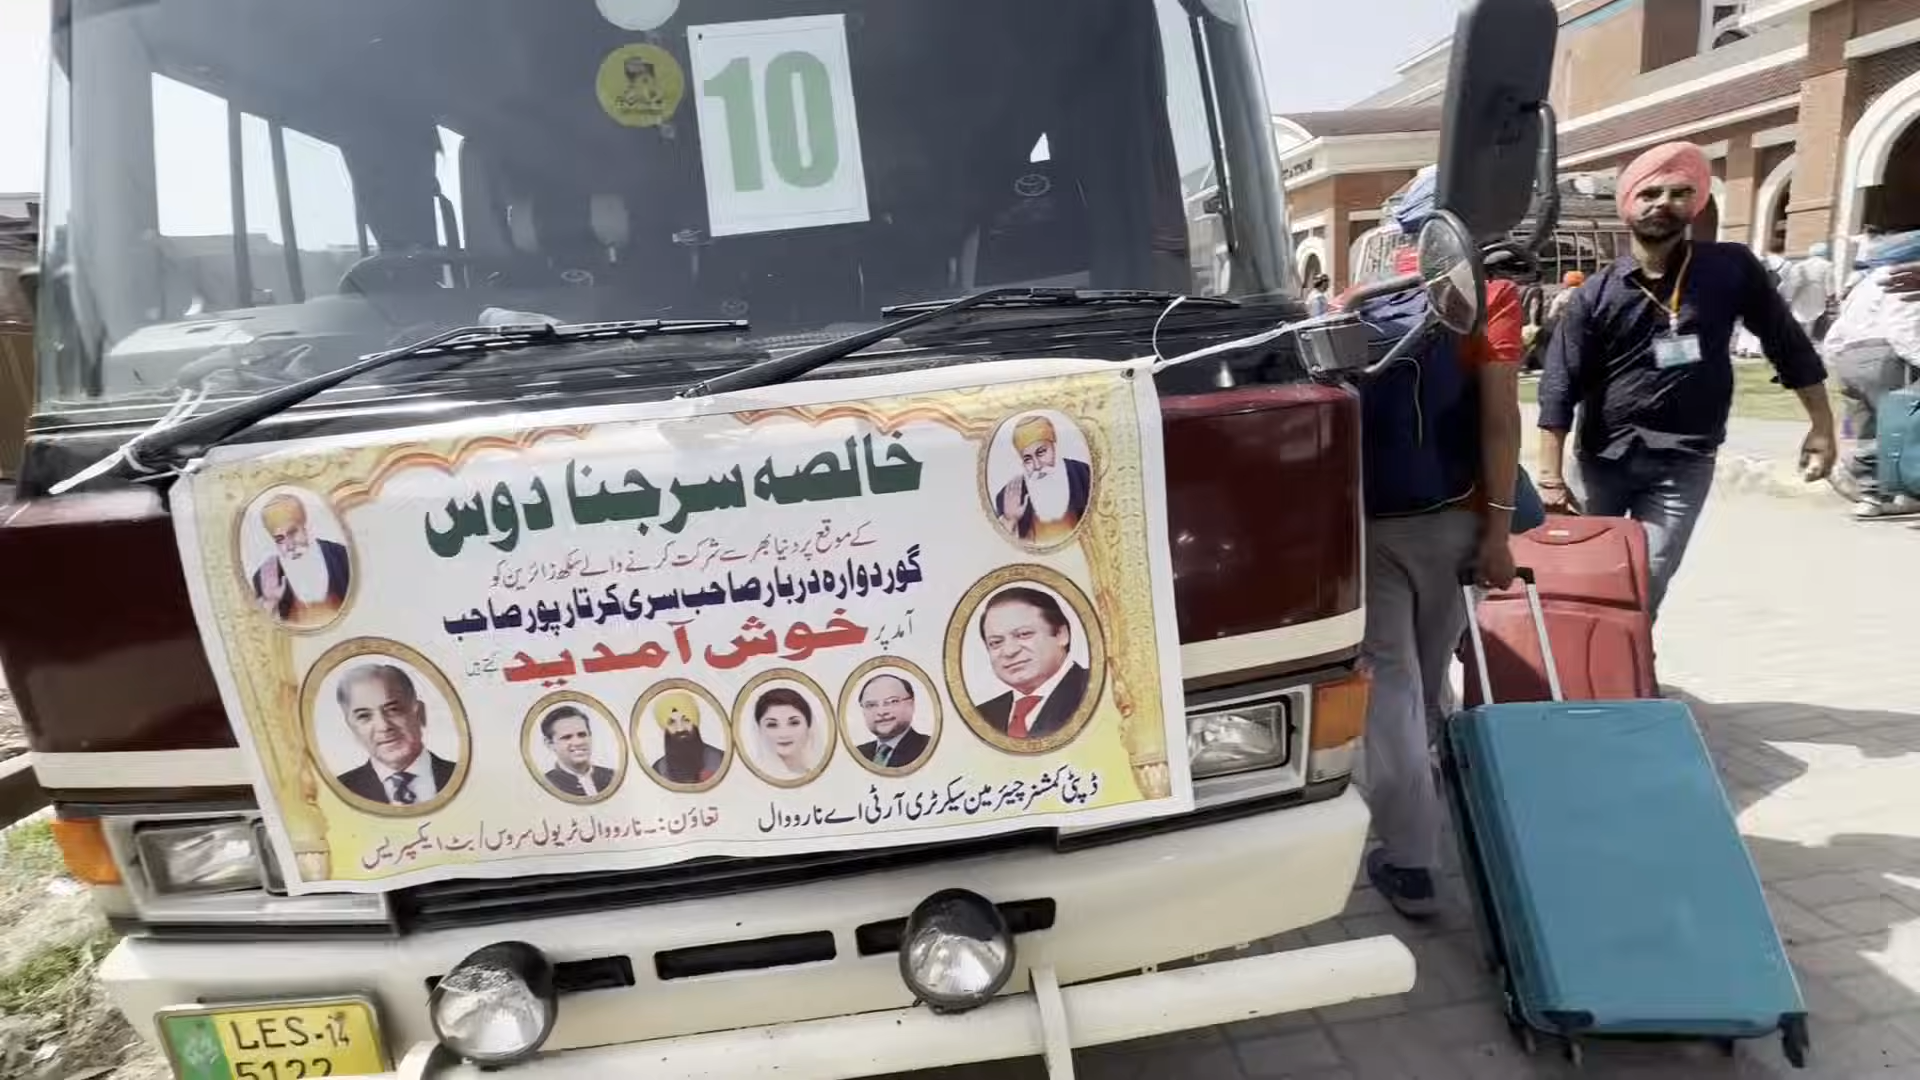 10
خالصہ سرجنا دوس
کے موقع پر دنیا بھر سے شرکت کرنے والے سکھ زائرین کو
گوردوارہ دربار صاحب سری کرتارپور صاحب
آمد پر خوش آمدید کہتے ہیں
ڈپٹی کمشنر چیئرمین سیکرٹری آر ٹی اے نارووال
تعاون:۔ نارووال ٹریول سروس / بٹ ایکسپریس
LES-14
5122